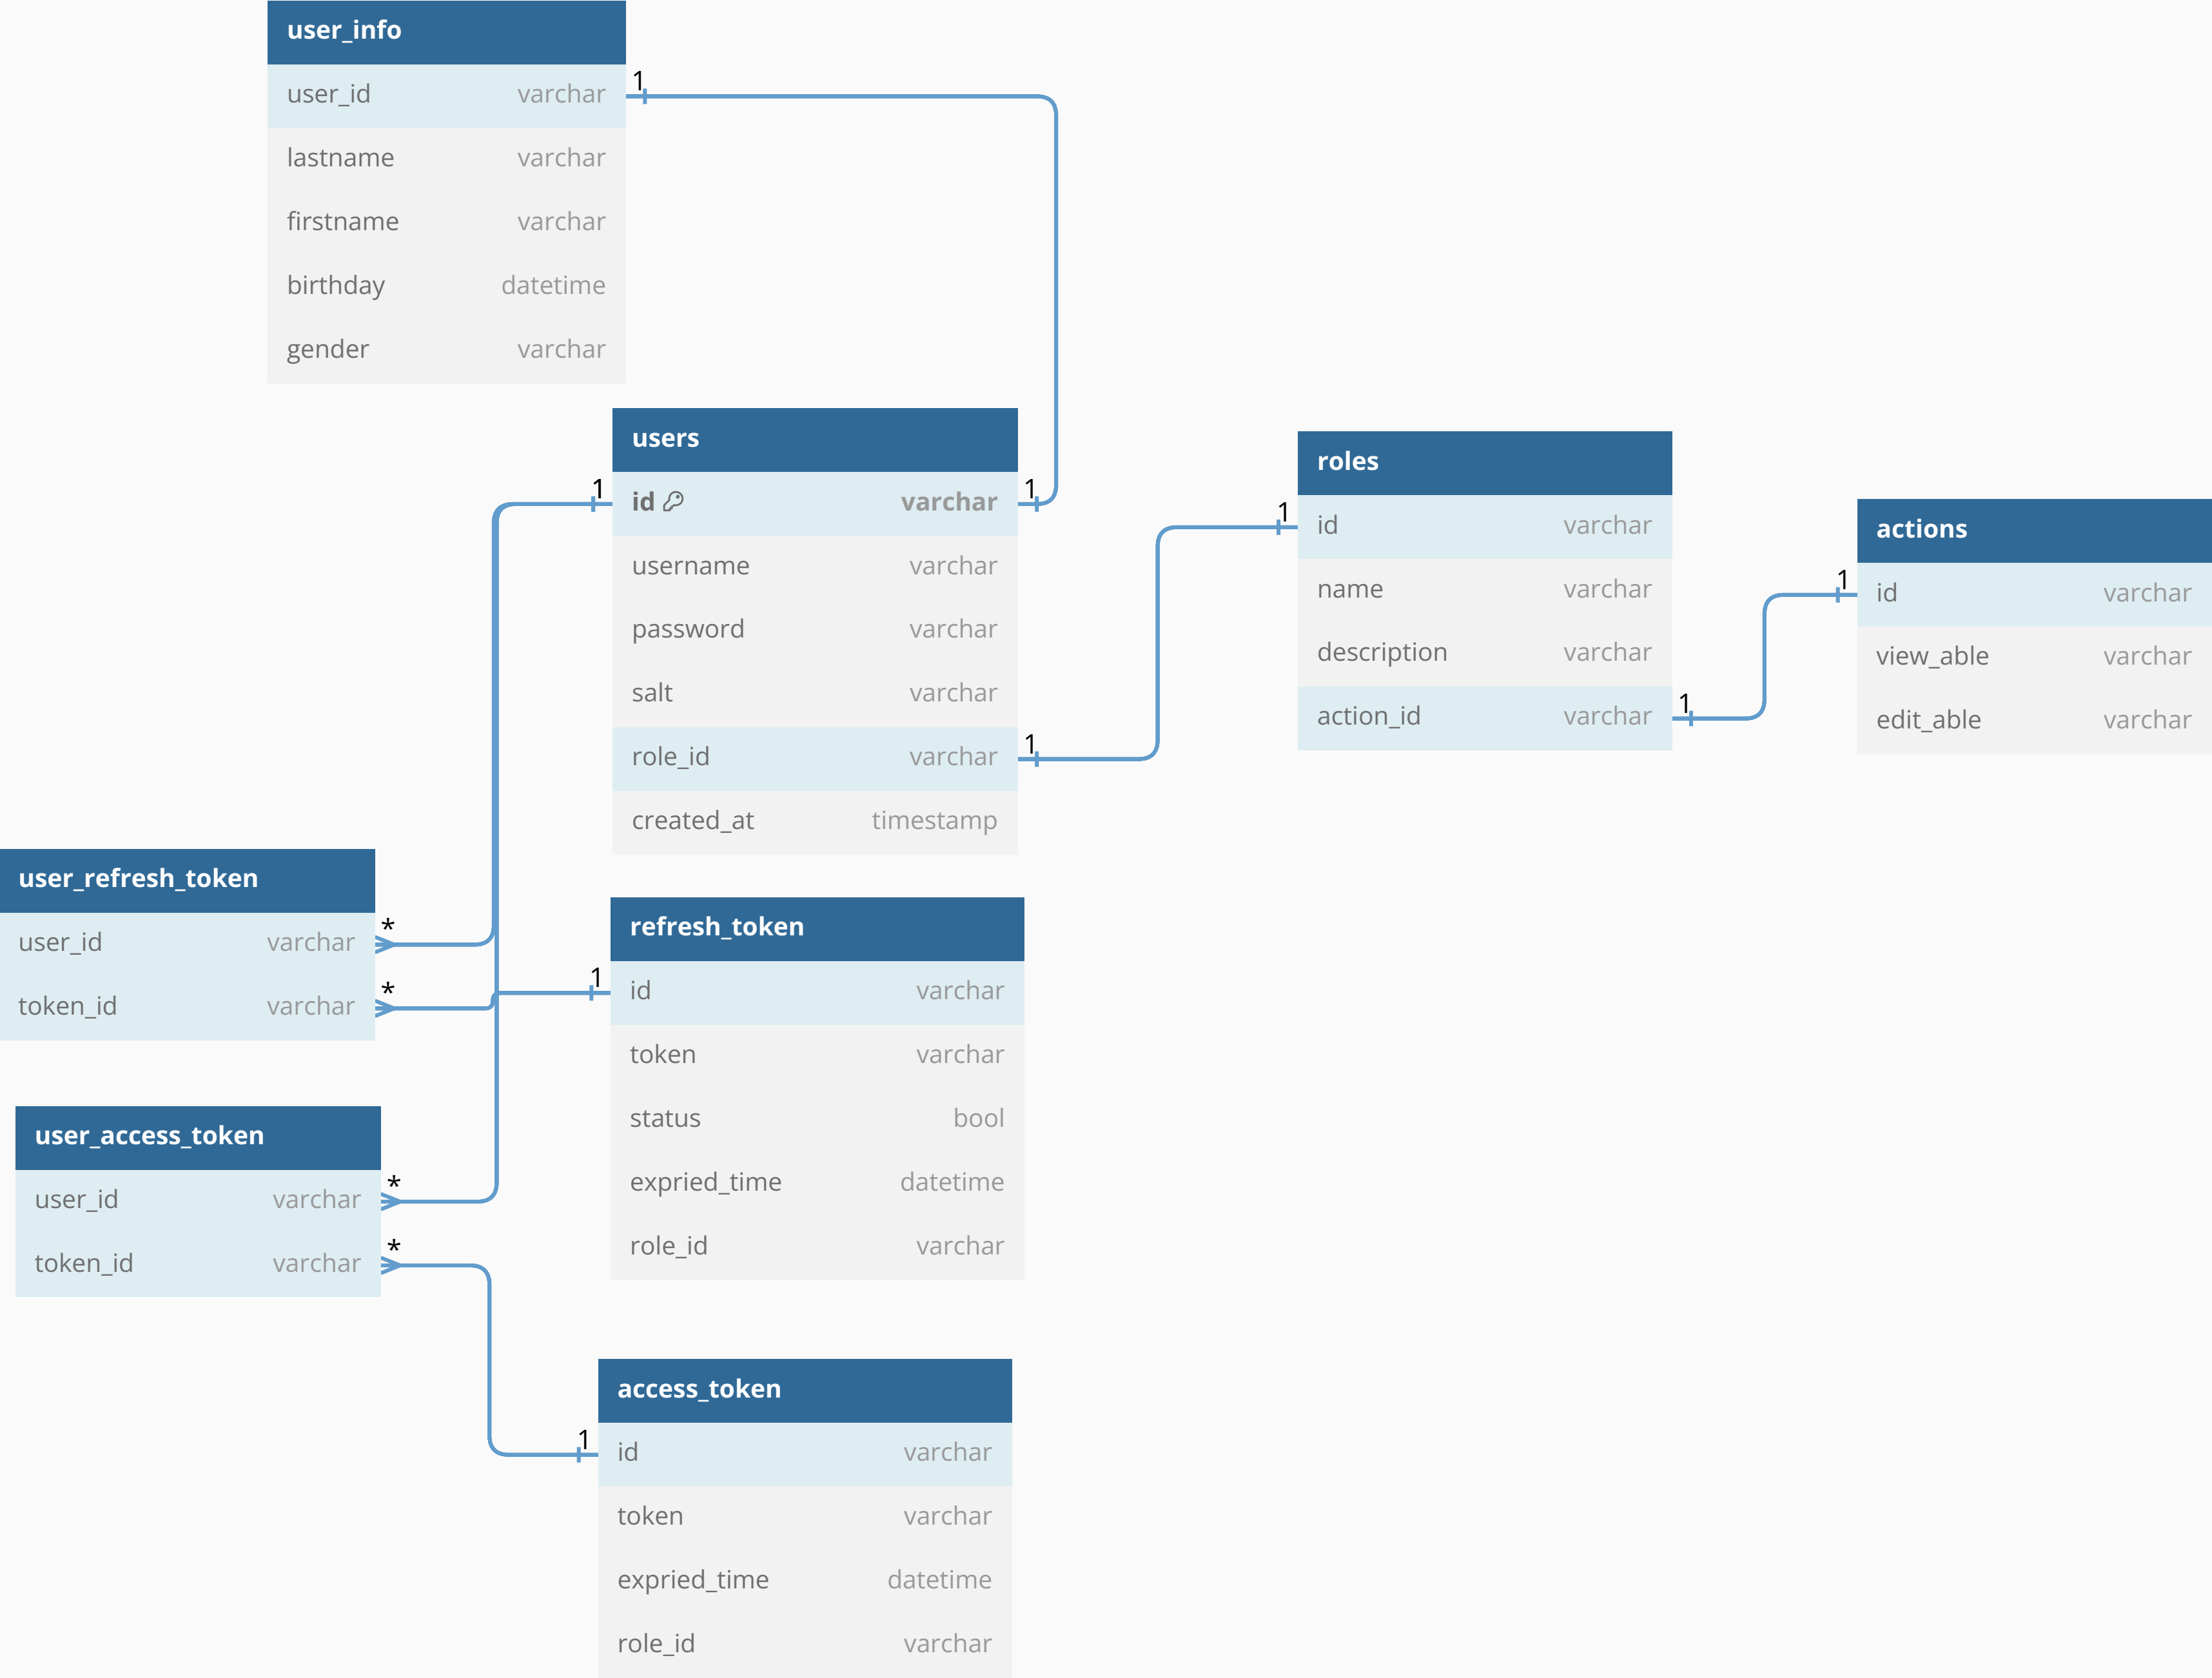 user_info
user_id varchar
lastname varchar
firstname varchar
birthday datetime
gender varchar
1
users
id varchar
username varchar
password varchar
salt varchar
role_id varchar
created_at timestamp
1
1
1
roles
id varchar
name varchar
description varchar
action_id varchar
1
1
actions
id varchar
view_able varchar
edit_able varchar
1
user_refresh_token
user_id varchar
token_id varchar
*
*
refresh_token
id varchar
token varchar
status bool
expried_time datetime
role_id varchar
1
user_access_token
user_id varchar
token_id varchar
*
*
access_token
id varchar
token varchar
expried_time datetime
role_id varchar
1